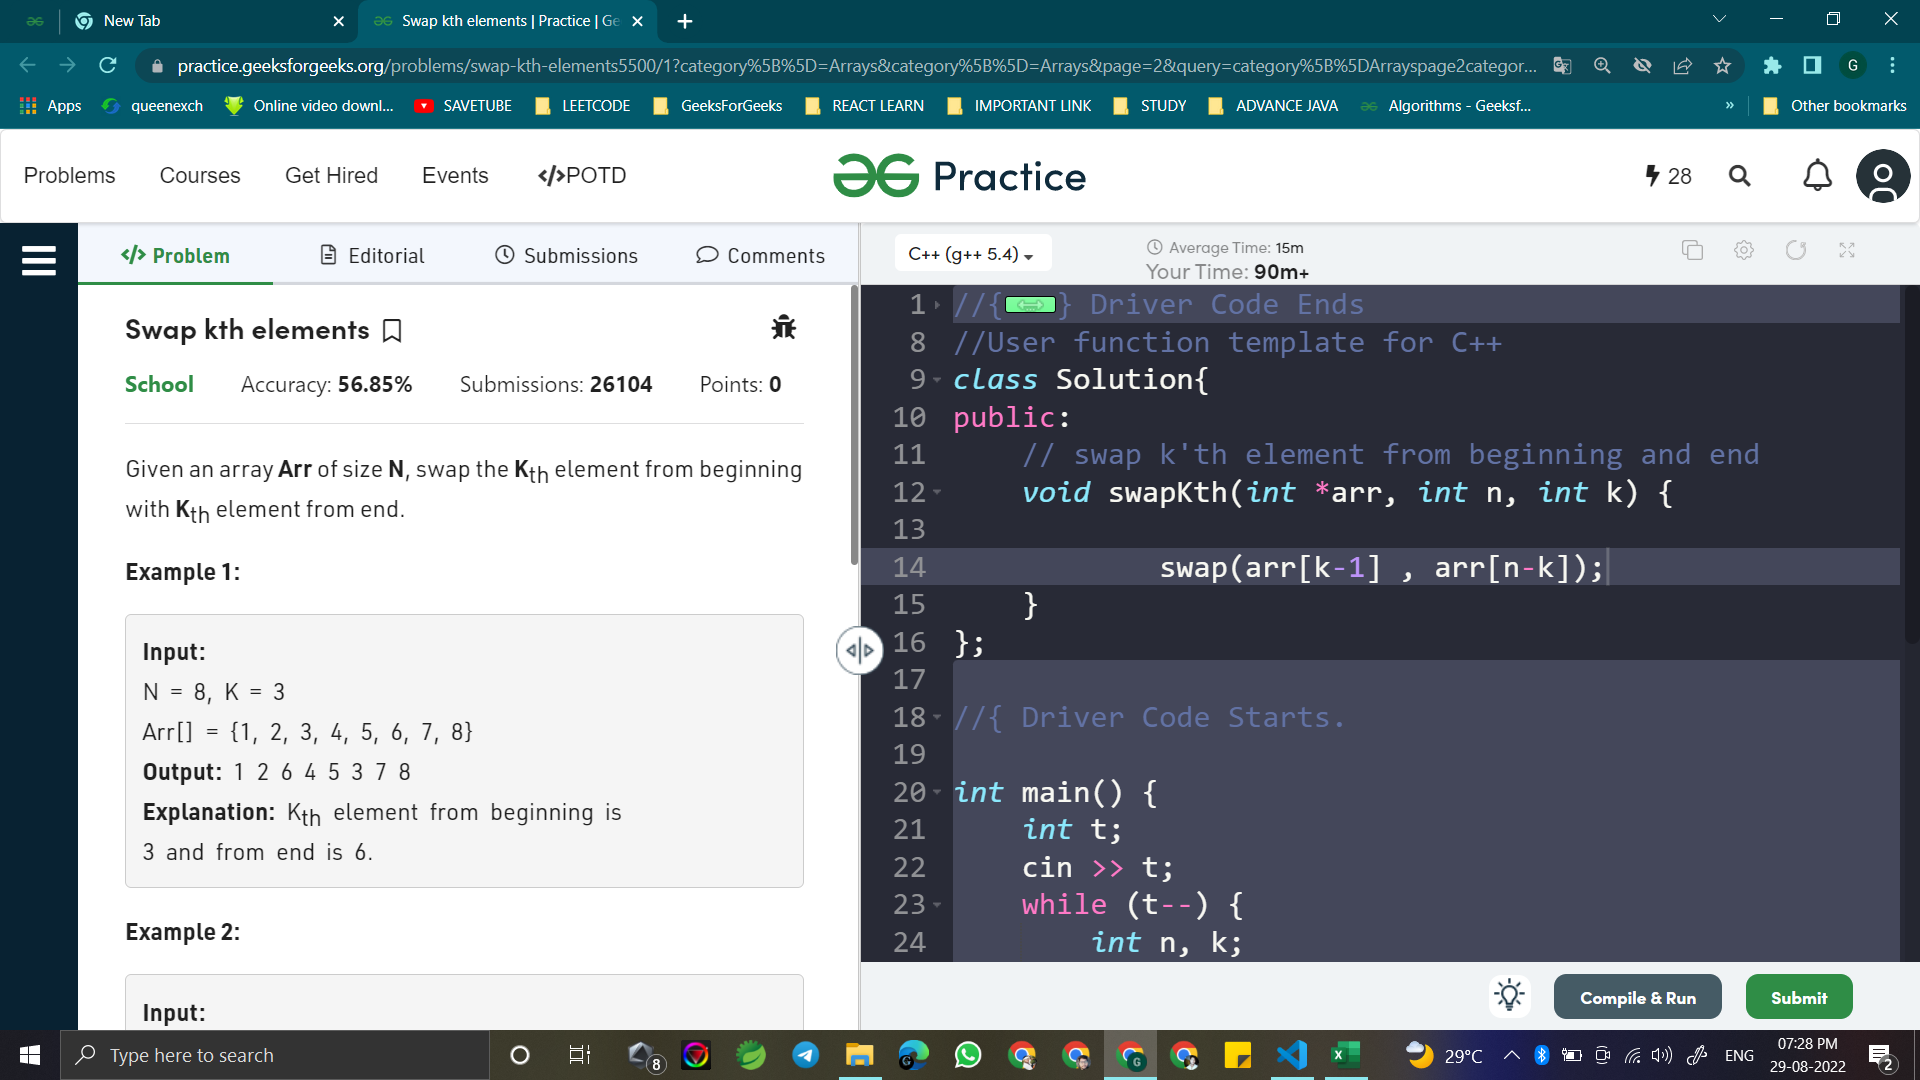 New Tab
Swap kth elements | Practice | Ge
practice.geeksforgeeks.org/problems/swap-kth-elements5500/1?category%5B%5D=Arrays&category%5B%5D=Arrays&page=2&query=category%5B%5DArrayspage2categor...
G
Apps queenexch Online video downl... SAVETUBE LEETCODE GeeksForGeeks REACT LEARN IMPORTANT LINK STUDY ADVANCE JAVA Algorithms - Geeksf... » Other bookmarks
Problems Courses Get Hired Events </>POTD Practice 28
</> Problem Editorial Submissions Comments
Swap kth elements
School Accuracy: 56.85% Submissions: 26104 Points: 0
Given an array Arr of size N, swap the Kth element from beginning
with Kth element from end.
Example 1:
Input:
N = 8, K = 3
Arr[] = {1, 2, 3, 4, 5, 6, 7, 8}
Output: 1 2 6 4 5 3 7 8
Explanation: Kth element from beginning is
3 and from end is 6.
Example 2:
Input:
C++ (g++ 5.4)
Average Time: 15m
Your Time: 90m+
1 //{ } Driver Code Ends
8 //User function template for C++
9 class Solution{
10 public:
11 // swap k'th element from beginning and end
12 void swapKth(int *arr, int n, int k) {
13
14 swap(arr[k-1] , arr[n-k]);
15 }
16 };
17
18 //{ Driver Code Starts.
19
20 int main() {
21 int t;
22 cin >> t;
23 while (t--) {
24 int n, k;
Compile & Run Submit
Type here to search
8
G
29°C
ENG
07:28 PM
29-08-2022
2